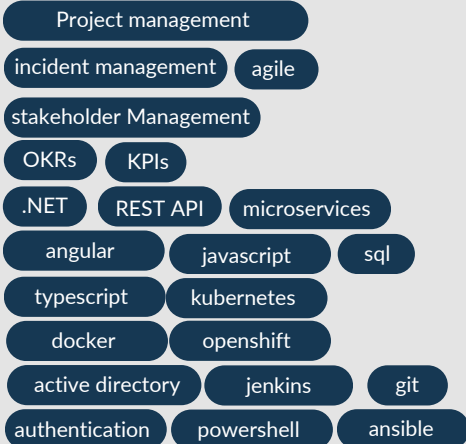 Project management
incident management agile
stakeholder Management
OKRs KPIs
.NET REST API microservices
angular javascript sql
typescript kubernetes
docker openshift
active directory jenkins git
authentication powershell ansible